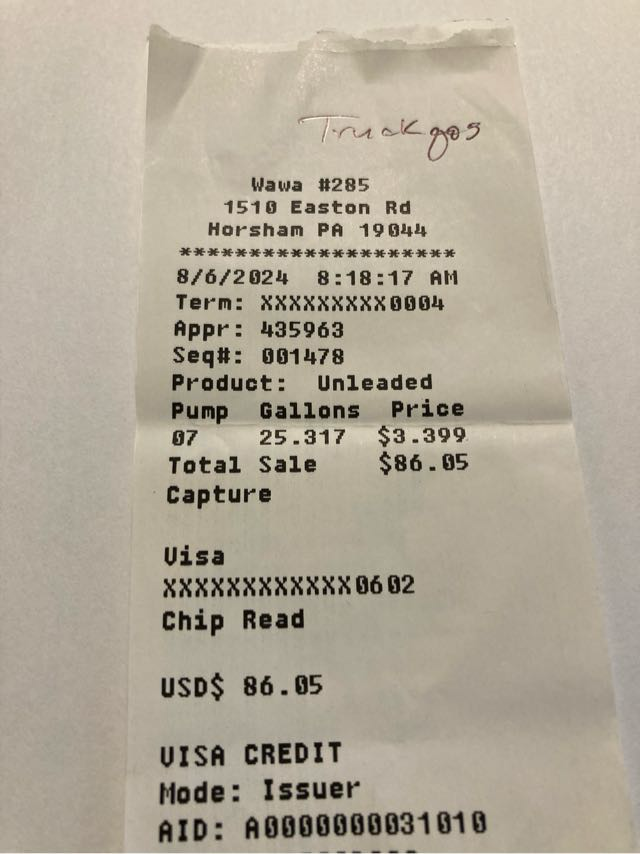 Truck gas
Wawa #285
1510 Easton Rd
Horsham PA 19044
********************
8/6/2024 8:18:17 AM
Term: XXXXXXXXX0004
Appr: 435963
Seq#: 001478
Product: Unleaded
Pump Gallons Price
07 25.317 $3.399
Total Sale $86.05
Capture
Visa
XXXXXXXXXXXX0602
Chip Read
USD$ 86.05
VISA CREDIT
Mode: Issuer
AID: A0000000031010